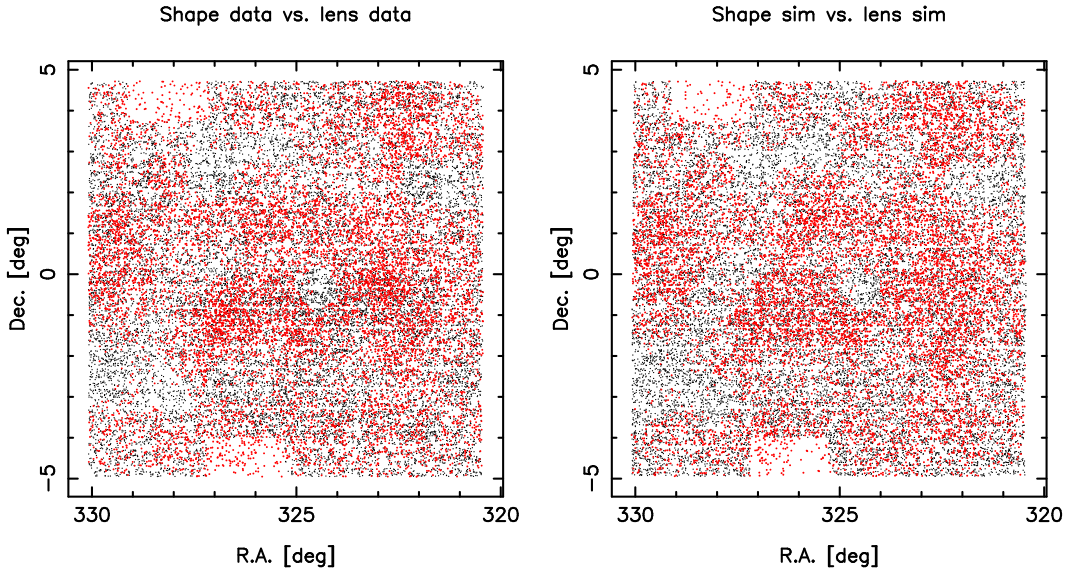 Shape data vs. lens data
Shape sim vs. lens sim
5
0
−5
Dec. [deg]
330
325
320
R.A. [deg]
5
0
−5
Dec. [deg]
330
325
320
R.A. [deg]